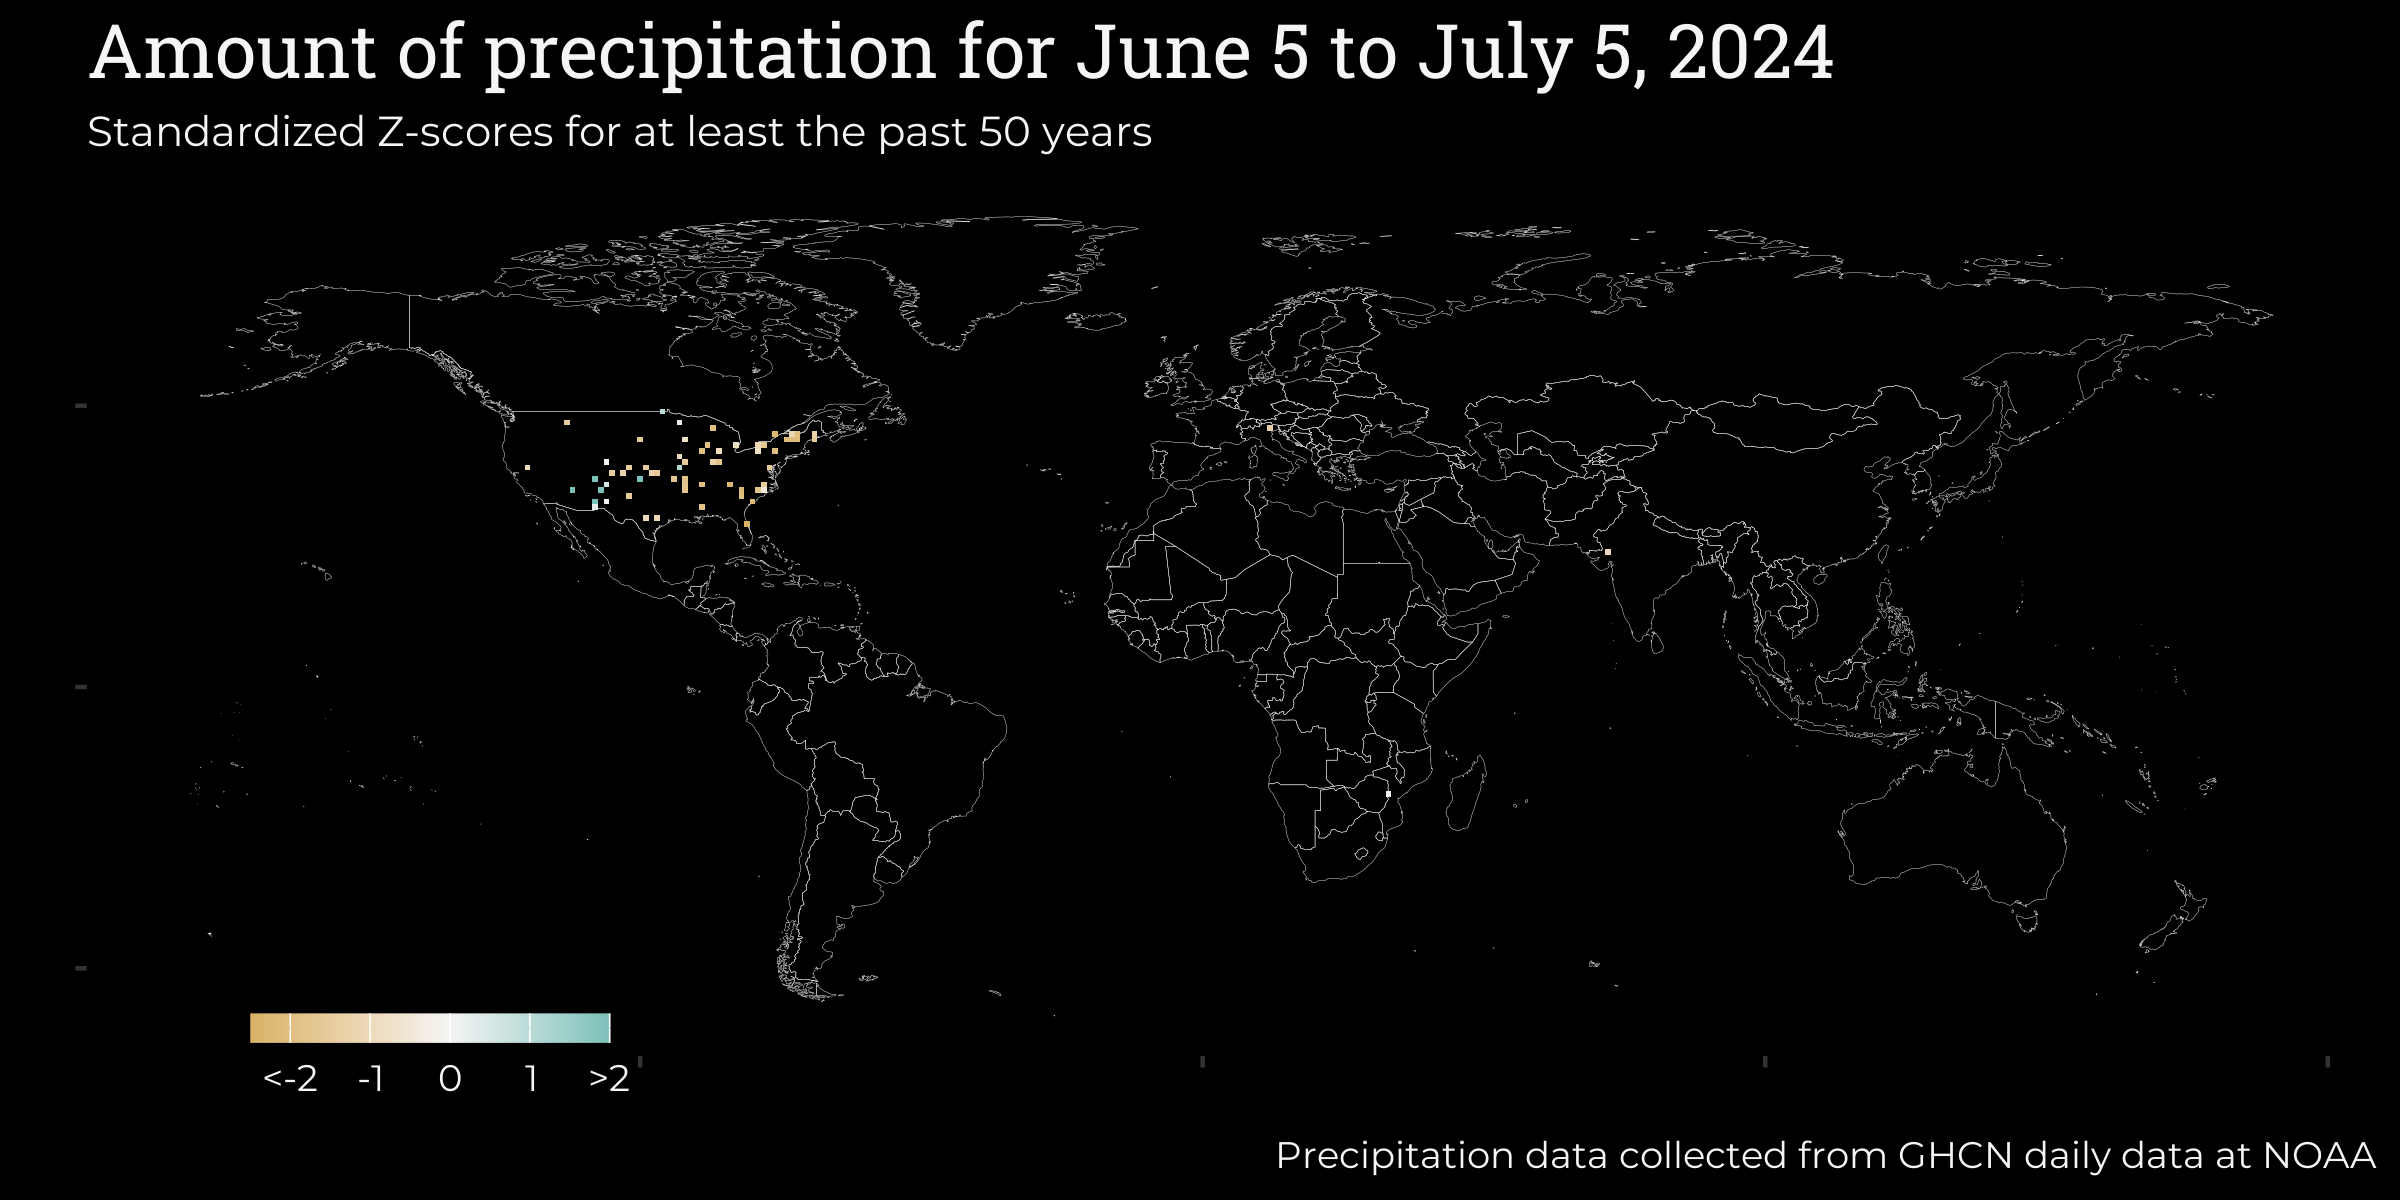 Amount of precipitation for June 5 to July 5, 2024
Standardized Z-scores for at least the past 50 years
<-2 -1 0 1 >2
Precipitation data collected from GHCN daily data at NOAA